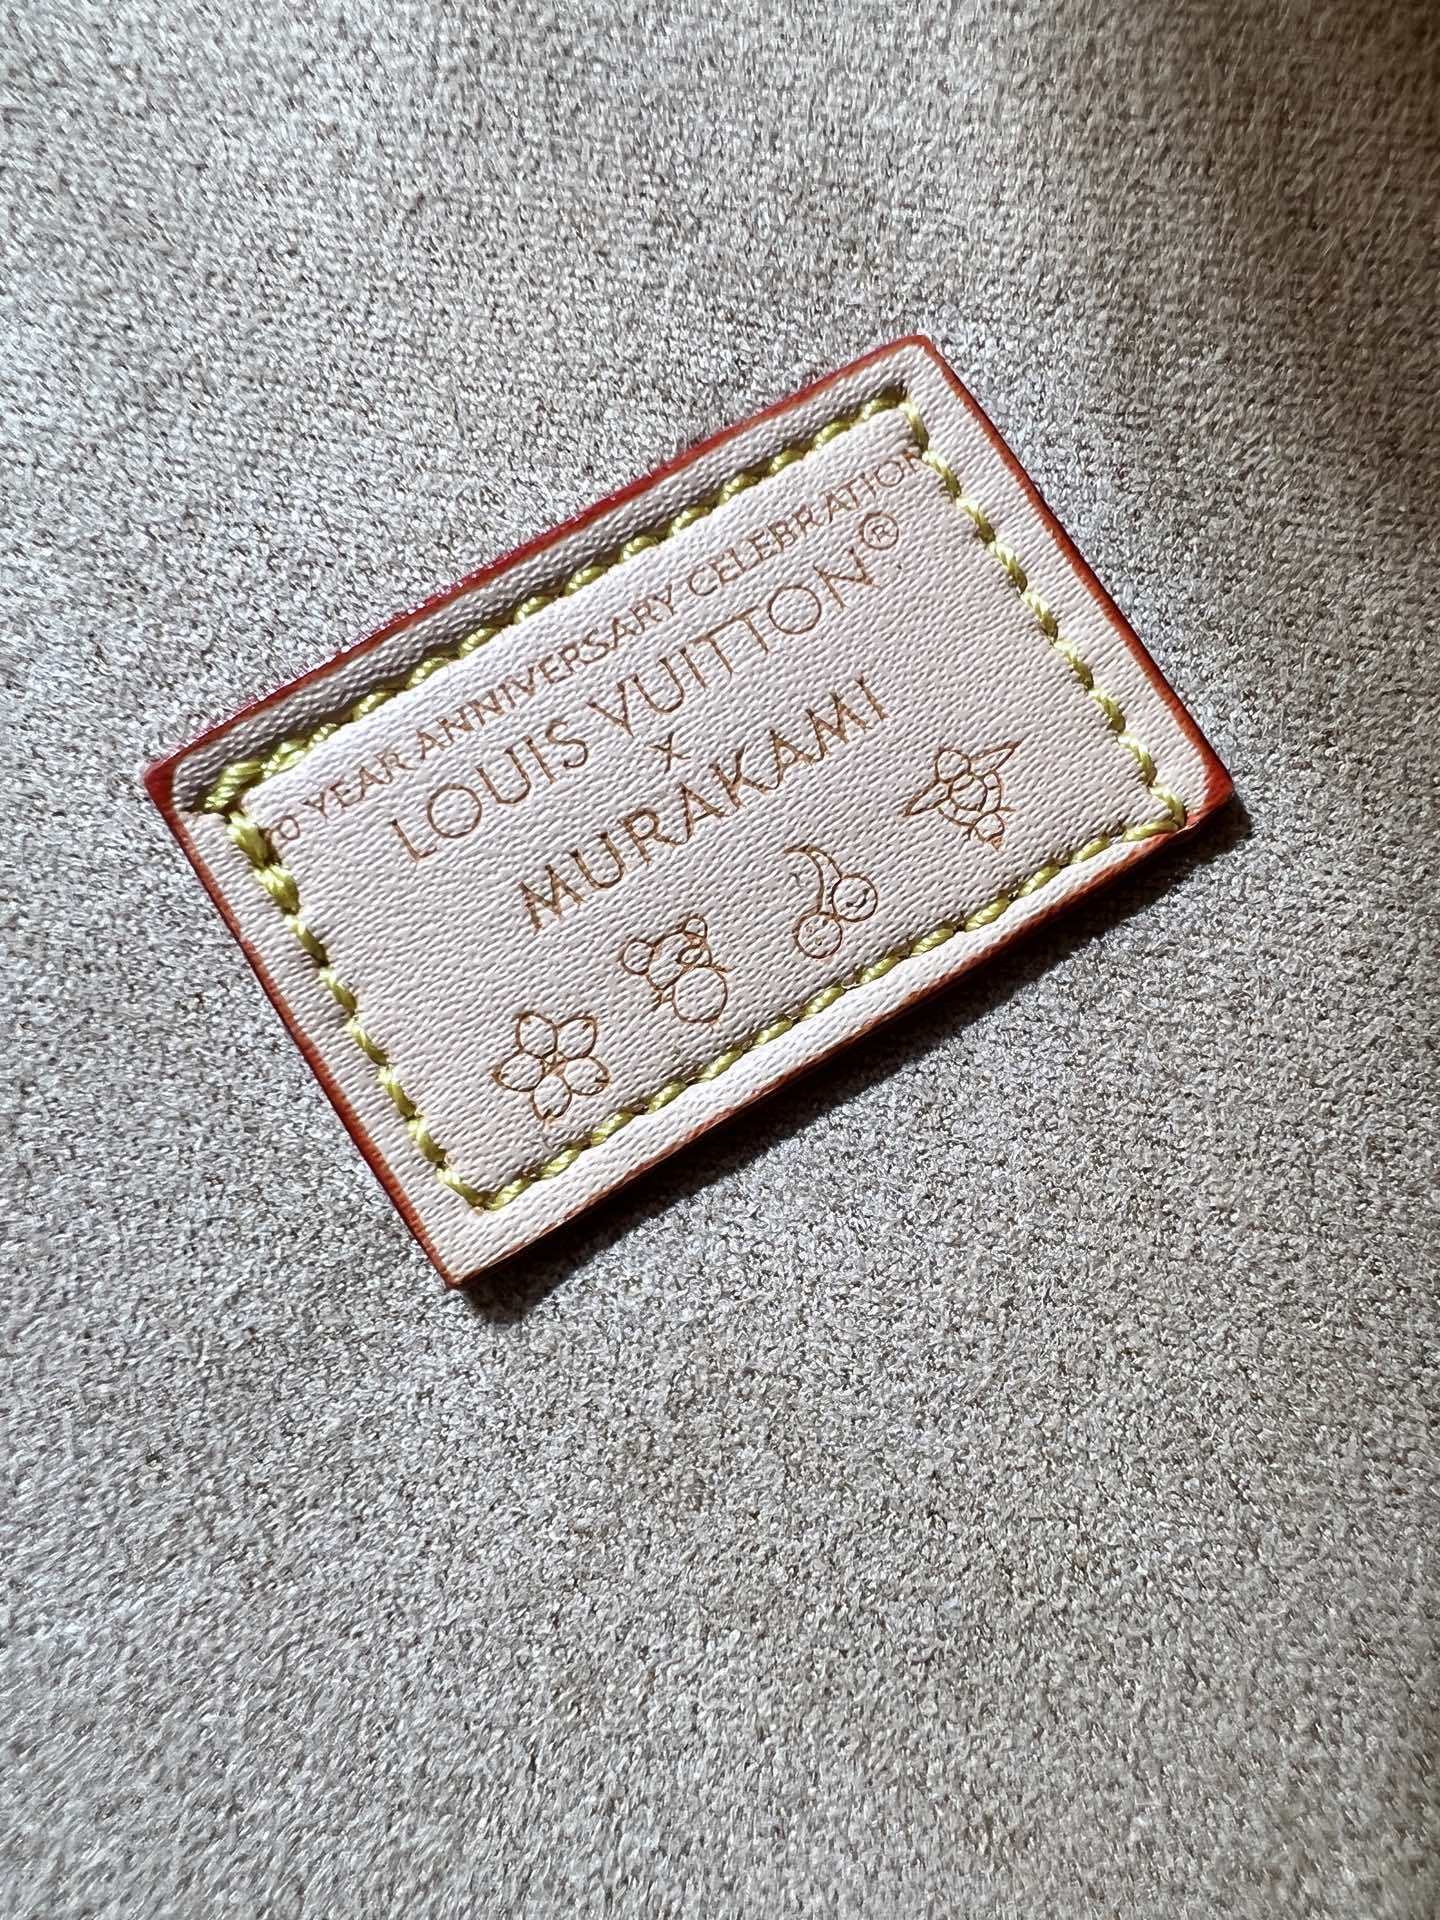 YEAR ANNIVERSARY CELEBRATION
LOUIS VUITTON®
X
MURAKAMI